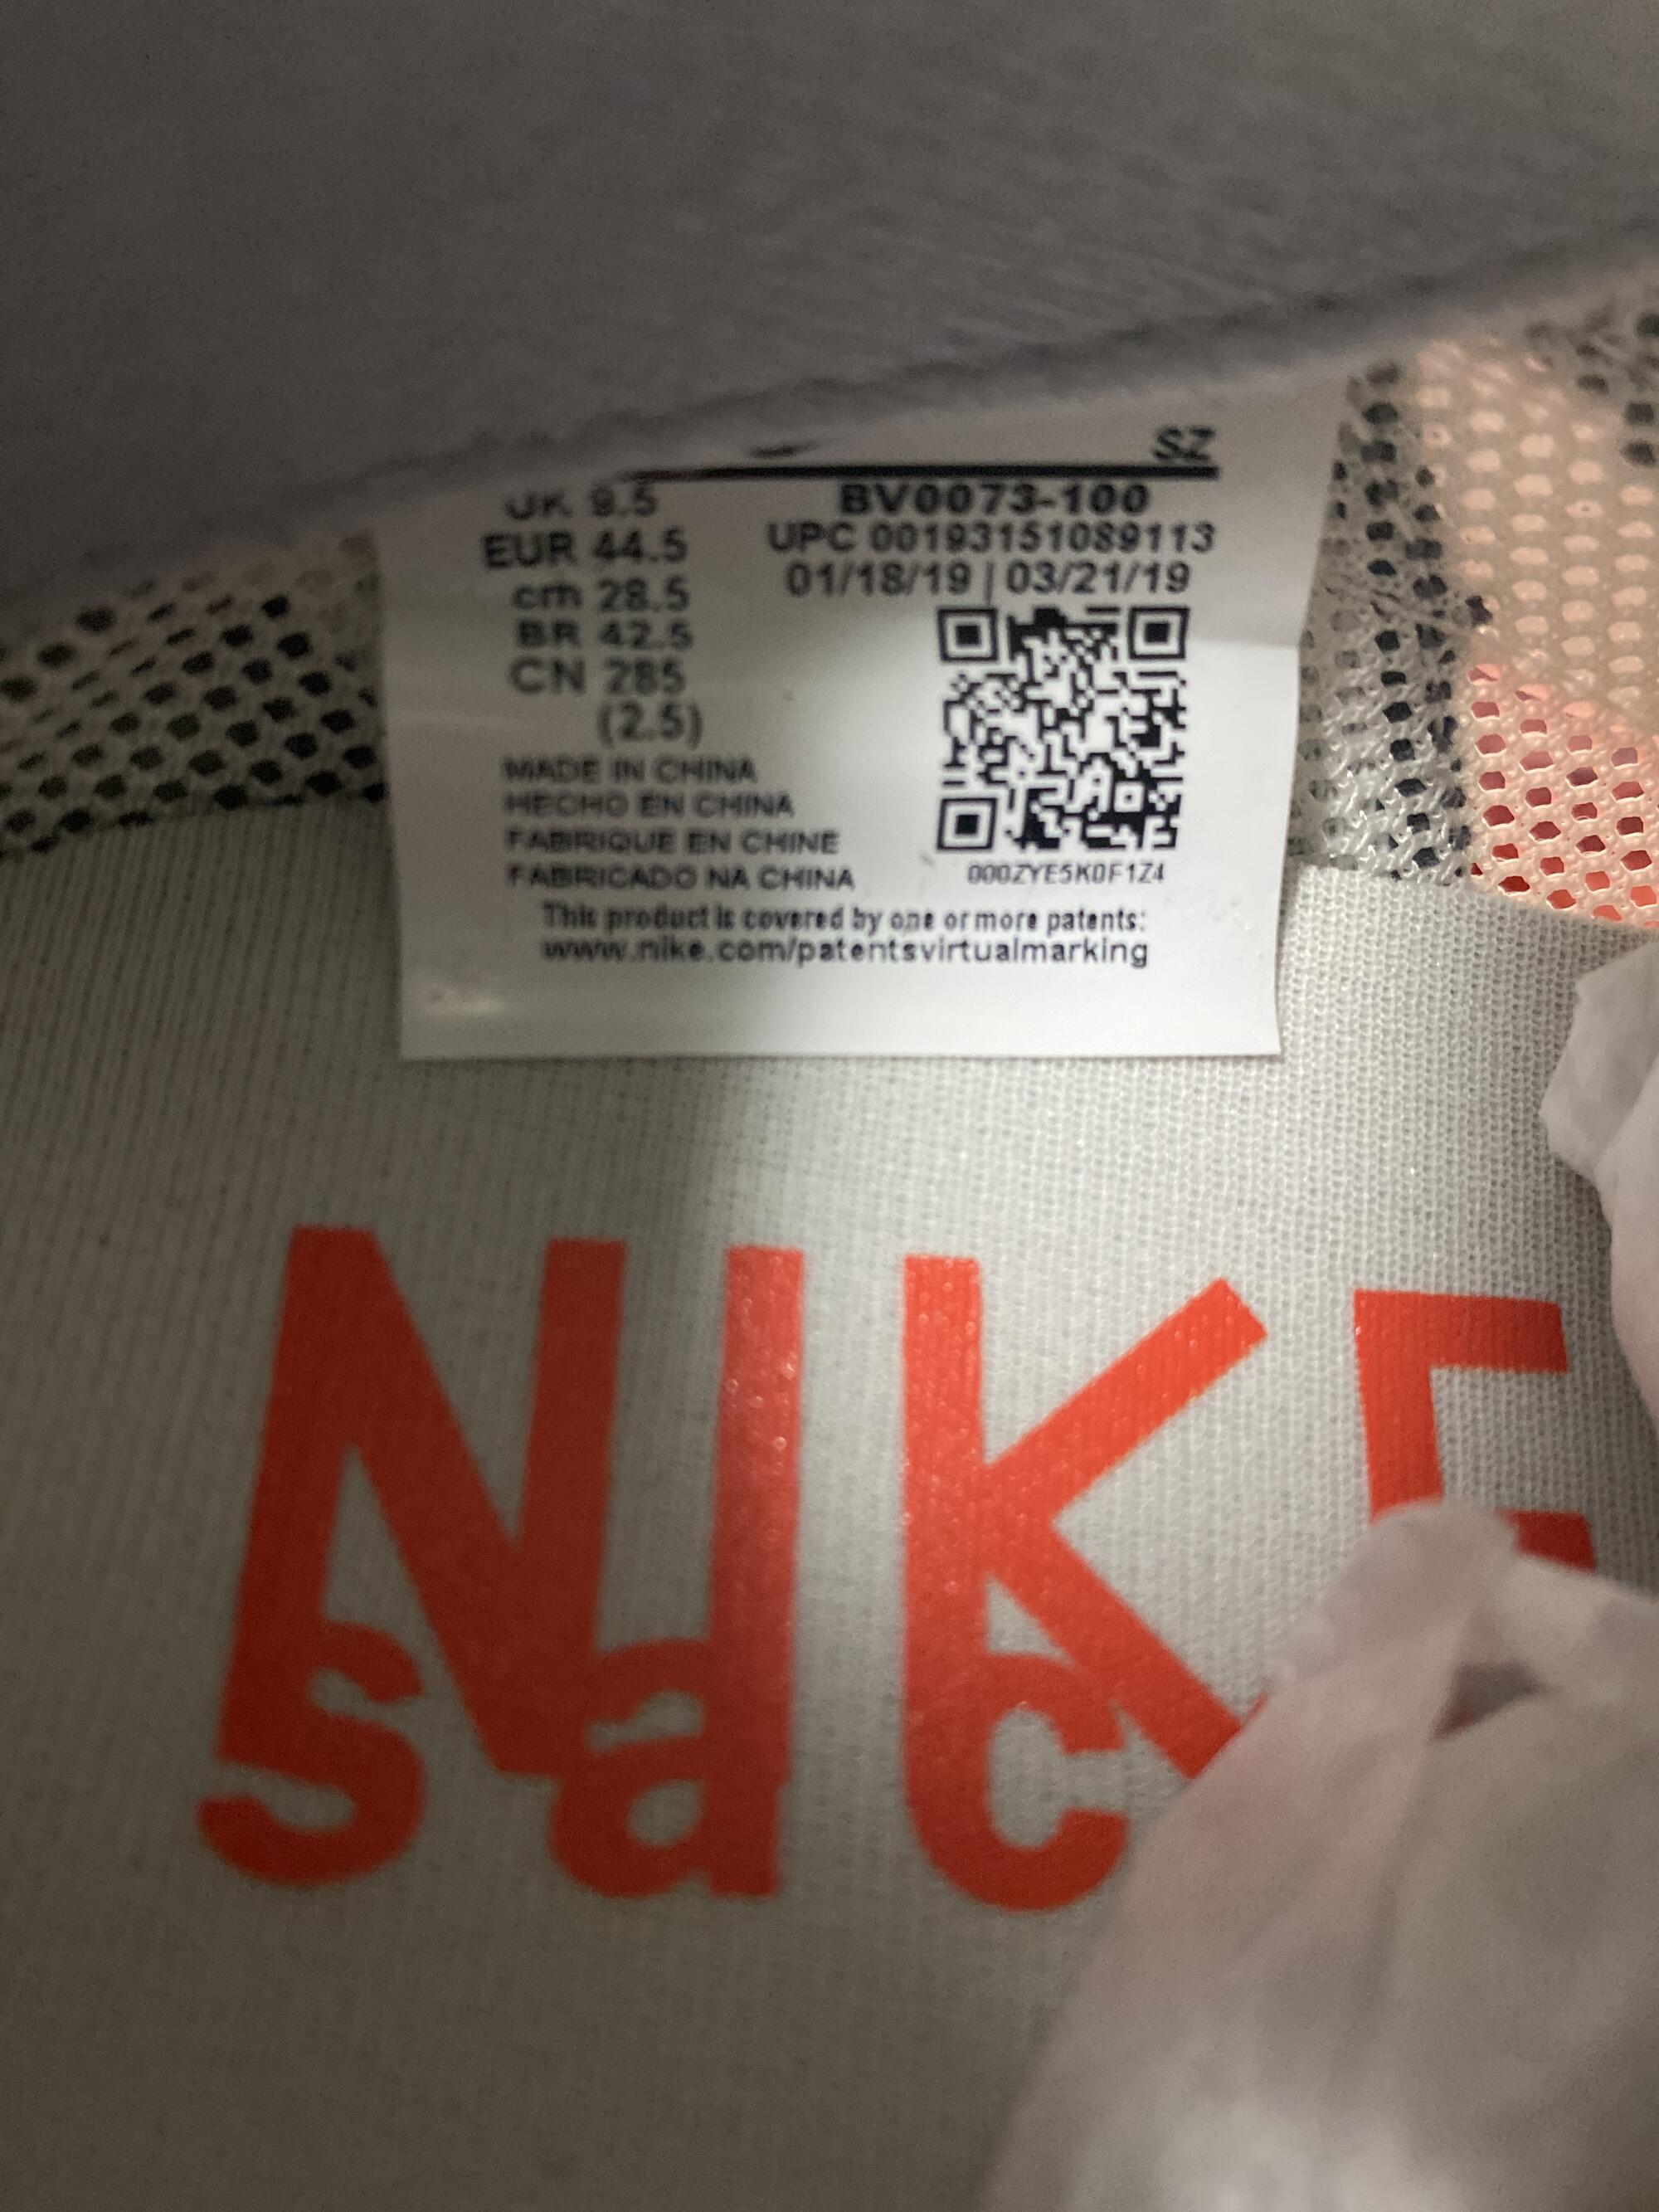 SZ
UK 9.5
BV0073-100
EUR 44.5
UPC 00193151089113
cm 28.5
01/18/19 | 03/21/19
BR 42.5
CN 285
(2.5)
MADE IN CHINA
HECHO EN CHINA
FABRIQUE EN CHINE
FABRICADO NA CHINA
000ZYE5K0F1Z4
This product is covered by one or more patents:
www.nike.com/patentsvirtualmarking
NIKE
sac